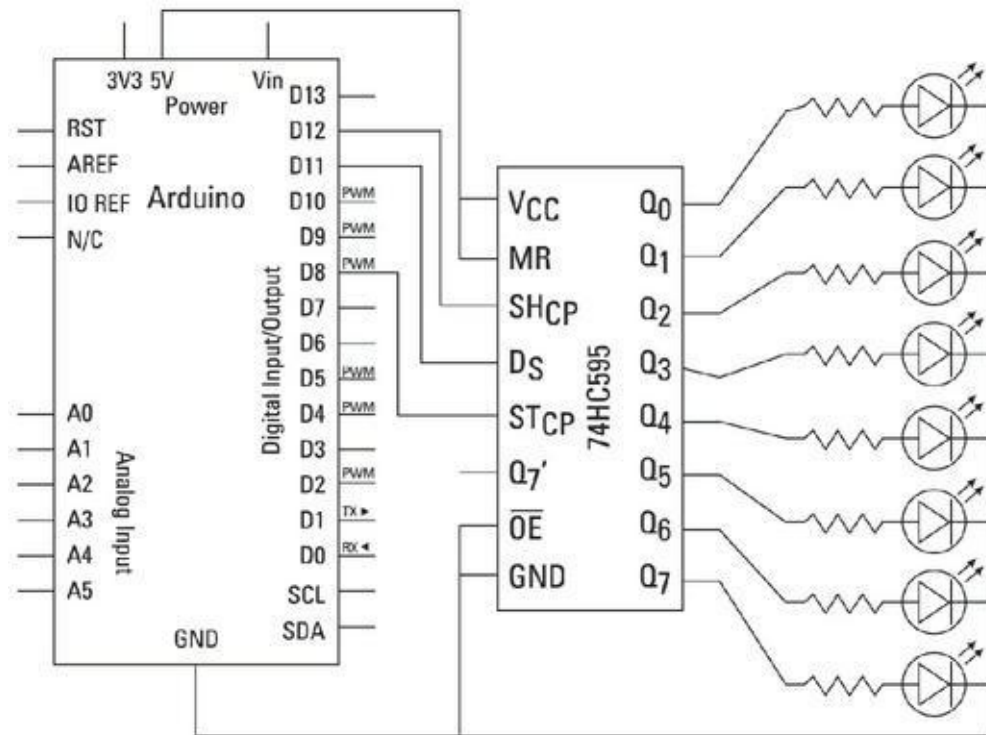 3V3 5V Vin
Power
Arduino
RST
AREF
IO REF
N/C
A0
A1
A2
A3
A4
A5
Analog Input
GND
D13
D12
D11
D10 PWM
D9 PWM
D8 PWM
D7
D6
D5 PWM
D4 PWM
D3
D2 PWM
D1 TX ►
D0 RX ◄
SCL
SDA
Digital Input/Output
VCC
MR
SHCP
DS
STCP
Q7'
OE
GND
74HC595
Q0
Q1
Q2
Q3
Q4
Q5
Q6
Q7